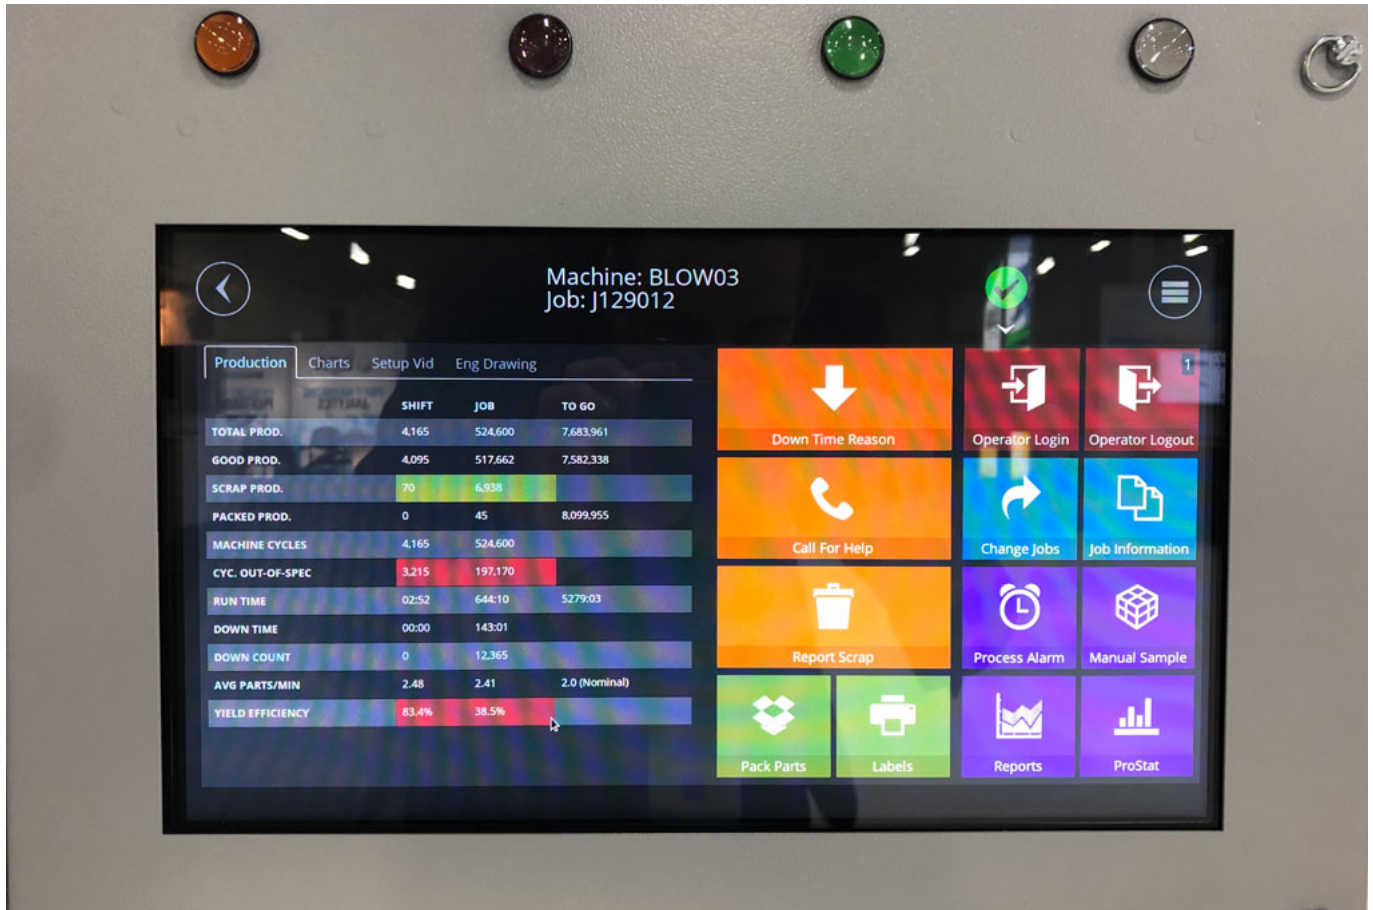 Machine: BLOW03
Job: J129012
Production Charts Setup Vid Eng Drawing
SHIFT JOB TO GO
TOTAL PROD. 4,165 524,600 7,683,961
GOOD PROD. 4,095 517,662 7,582,338
SCRAP PROD. 70 6,938
PACKED PROD. 0 45 8,099,955
MACHINE CYCLES 4,165 524,600
CYC. OUT-OF-SPEC 3,215 197,170
RUN TIME 02:52 644:10 5279:03
DOWN TIME 00:00 143:01
DOWN COUNT 0 12,365
AVG PARTS/MIN 2.48 2.41 2.0 (Nominal)
YIELD EFFICIENCY 83.4% 38.5%
1
Down Time Reason Operator Login Operator Logout
Call For Help Change Jobs Job Information
Report Scrap Process Alarm Manual Sample
Pack Parts Labels Reports ProStat